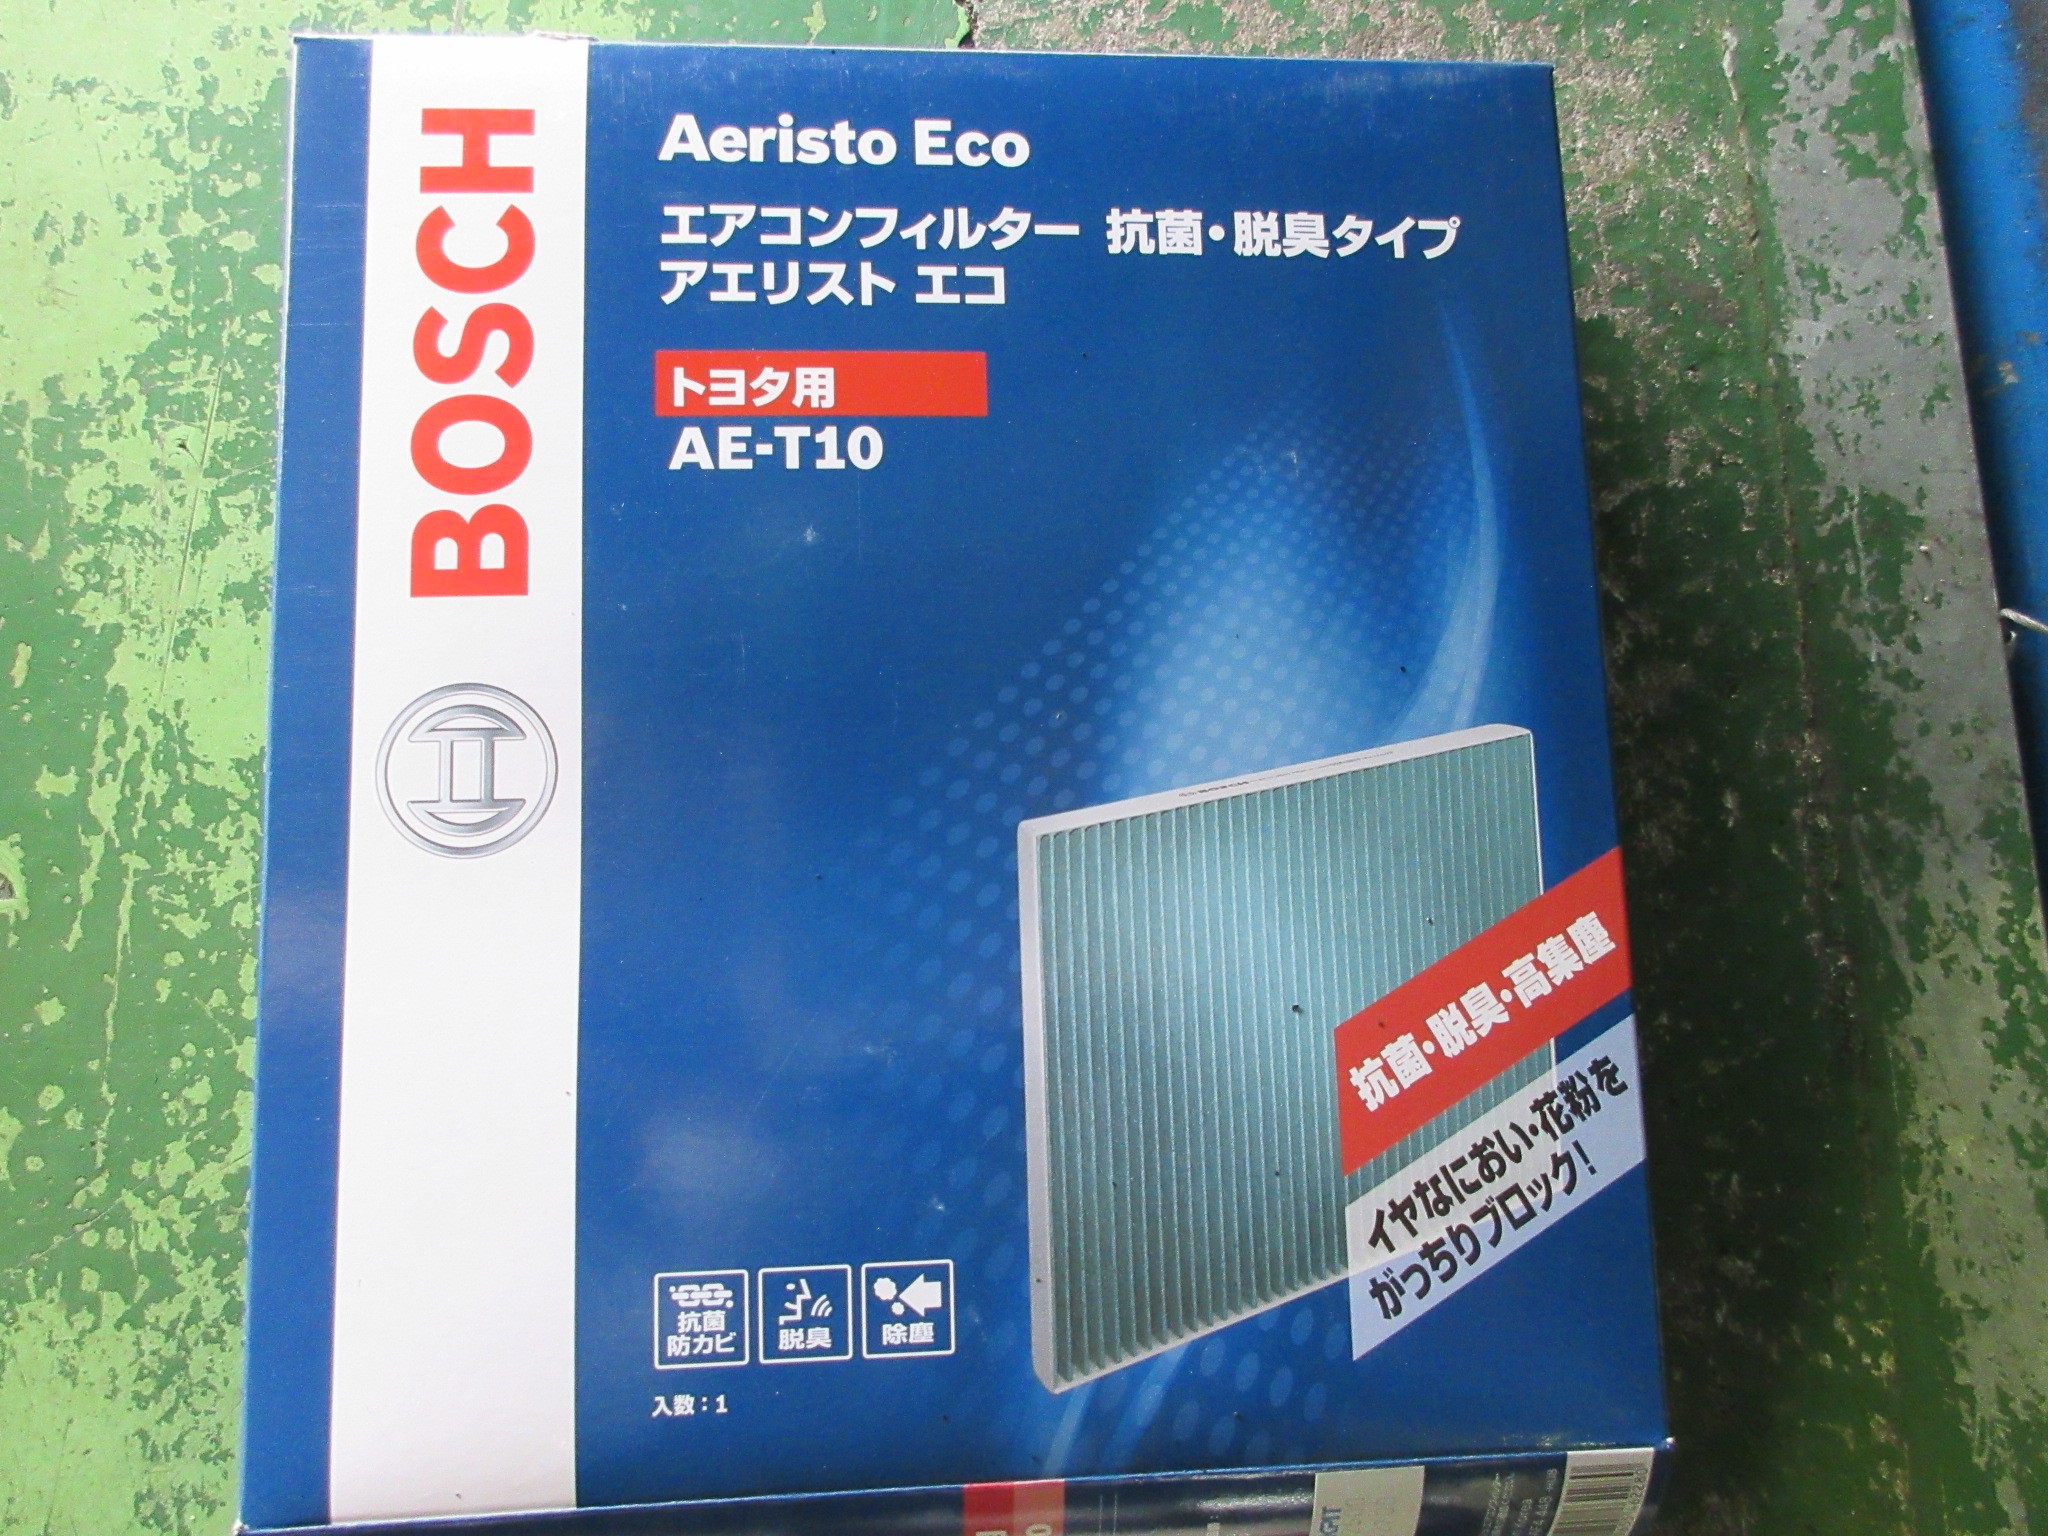 BOSCH
Aeristo Eco
エアコンフィルター 抗菌・脱臭タイプ
アエリスト エコ
トヨタ用
AE-T10
抗菌・脱臭・高集塵
イヤなにおい・花粉を
がっちりブロック!
抗菌
防カビ
脱臭
除塵
入数:1